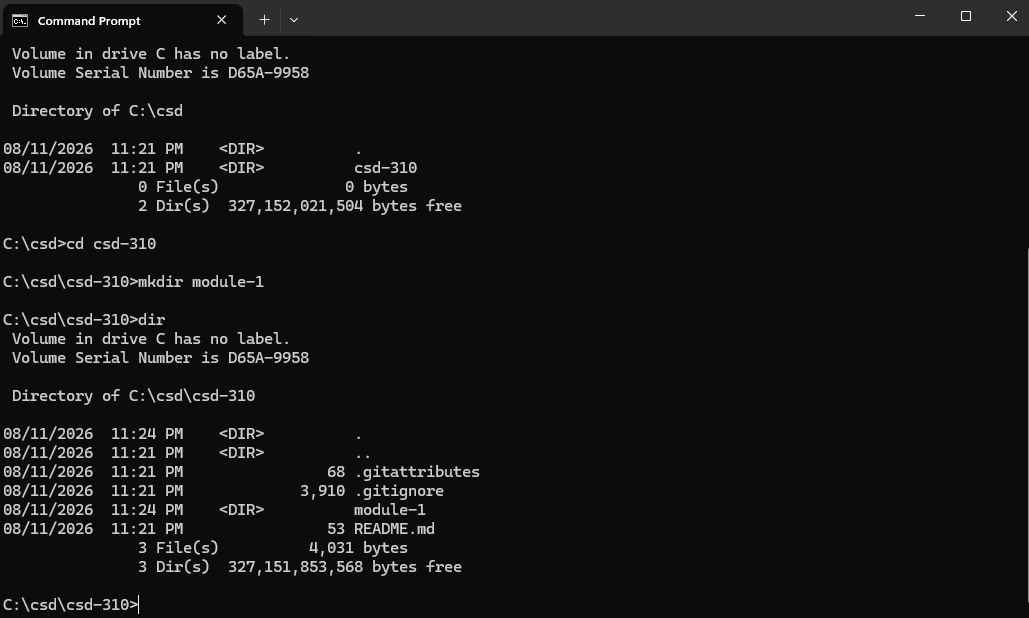 Command Prompt
Volume in drive C has no label.
Volume Serial Number is D65A-9958
Directory of C:\csd
08/11/2026  11:21 PM    <DIR>          .
08/11/2026  11:21 PM    <DIR>          csd-310
0 File(s)              0 bytes
2 Dir(s)  327,152,021,504 bytes free
C:\csd>cd csd-310
C:\csd\csd-310>mkdir module-1
C:\csd\csd-310>dir
Volume in drive C has no label.
Volume Serial Number is D65A-9958
Directory of C:\csd\csd-310
08/11/2026  11:24 PM    <DIR>          .
08/11/2026  11:21 PM    <DIR>          ..
08/11/2026  11:21 PM                68 .gitattributes
08/11/2026  11:21 PM             3,910 .gitignore
08/11/2026  11:24 PM    <DIR>          module-1
08/11/2026  11:21 PM                53 README.md
3 File(s)          4,031 bytes
3 Dir(s)  327,151,853,568 bytes free
C:\csd\csd-310>